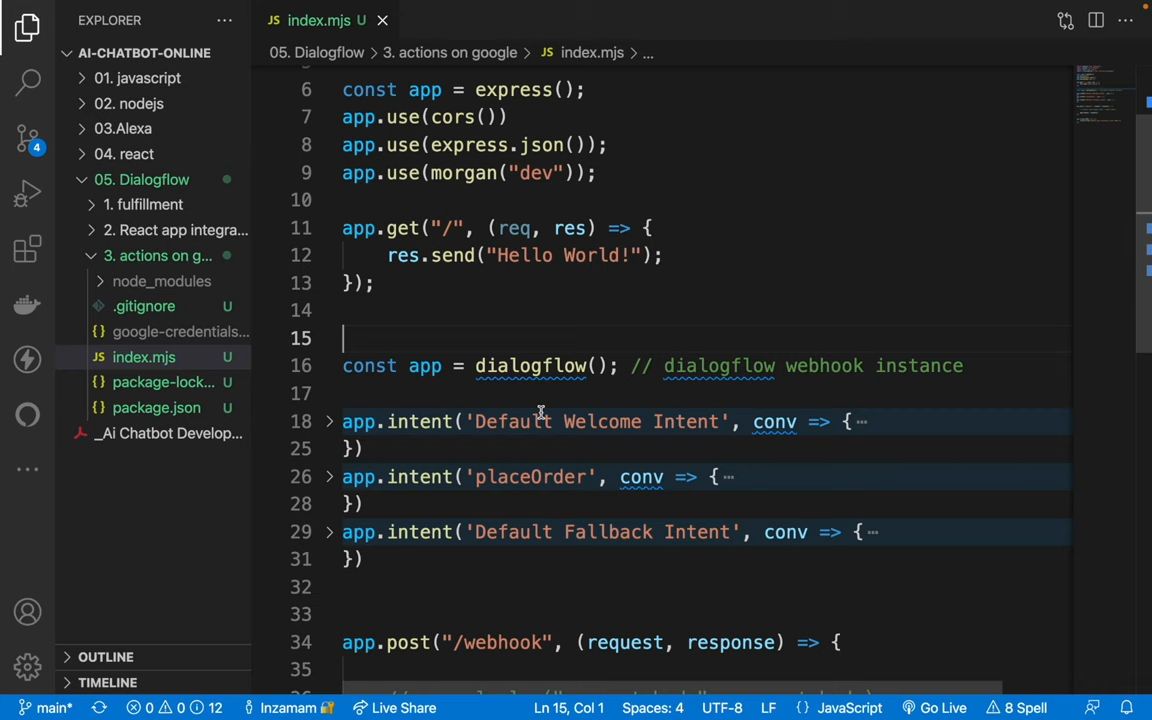 EXPLORER
AI-CHATBOT-ONLINE
01. javascript
02. nodejs
03.Alexa
04. react
05. Dialogflow
1. fulfillment
2. React app integra...
3. actions on g...
node_modules
.gitignore U
google-credentials...
index.mjs U
package-lock... U
package.json U
_Ai Chatbot Develop...
OUTLINE
TIMELINE
4
JS index.mjs U
05. Dialogflow > 3. actions on google > JS index.mjs > ...
6 const app = express();
7 app.use(cors())
8 app.use(express.json());
9 app.use(morgan("dev"));
10
11 app.get("/", (req, res) => {
12 res.send("Hello World!");
13 });
14
15
16 const app = dialogflow(); // dialogflow webhook instance
17
18 app.intent('Default Welcome Intent', conv => {
25 })
26 app.intent('placeOrder', conv => {
28 })
29 app.intent('Default Fallback Intent', conv => {
31 })
32
33
34 app.post("/webhook", (request, response) => {
35
main* 0 0 12 Inzamam Live Share Ln 15, Col 1 Spaces: 4 UTF-8 LF {} JavaScript Go Live 8 Spell